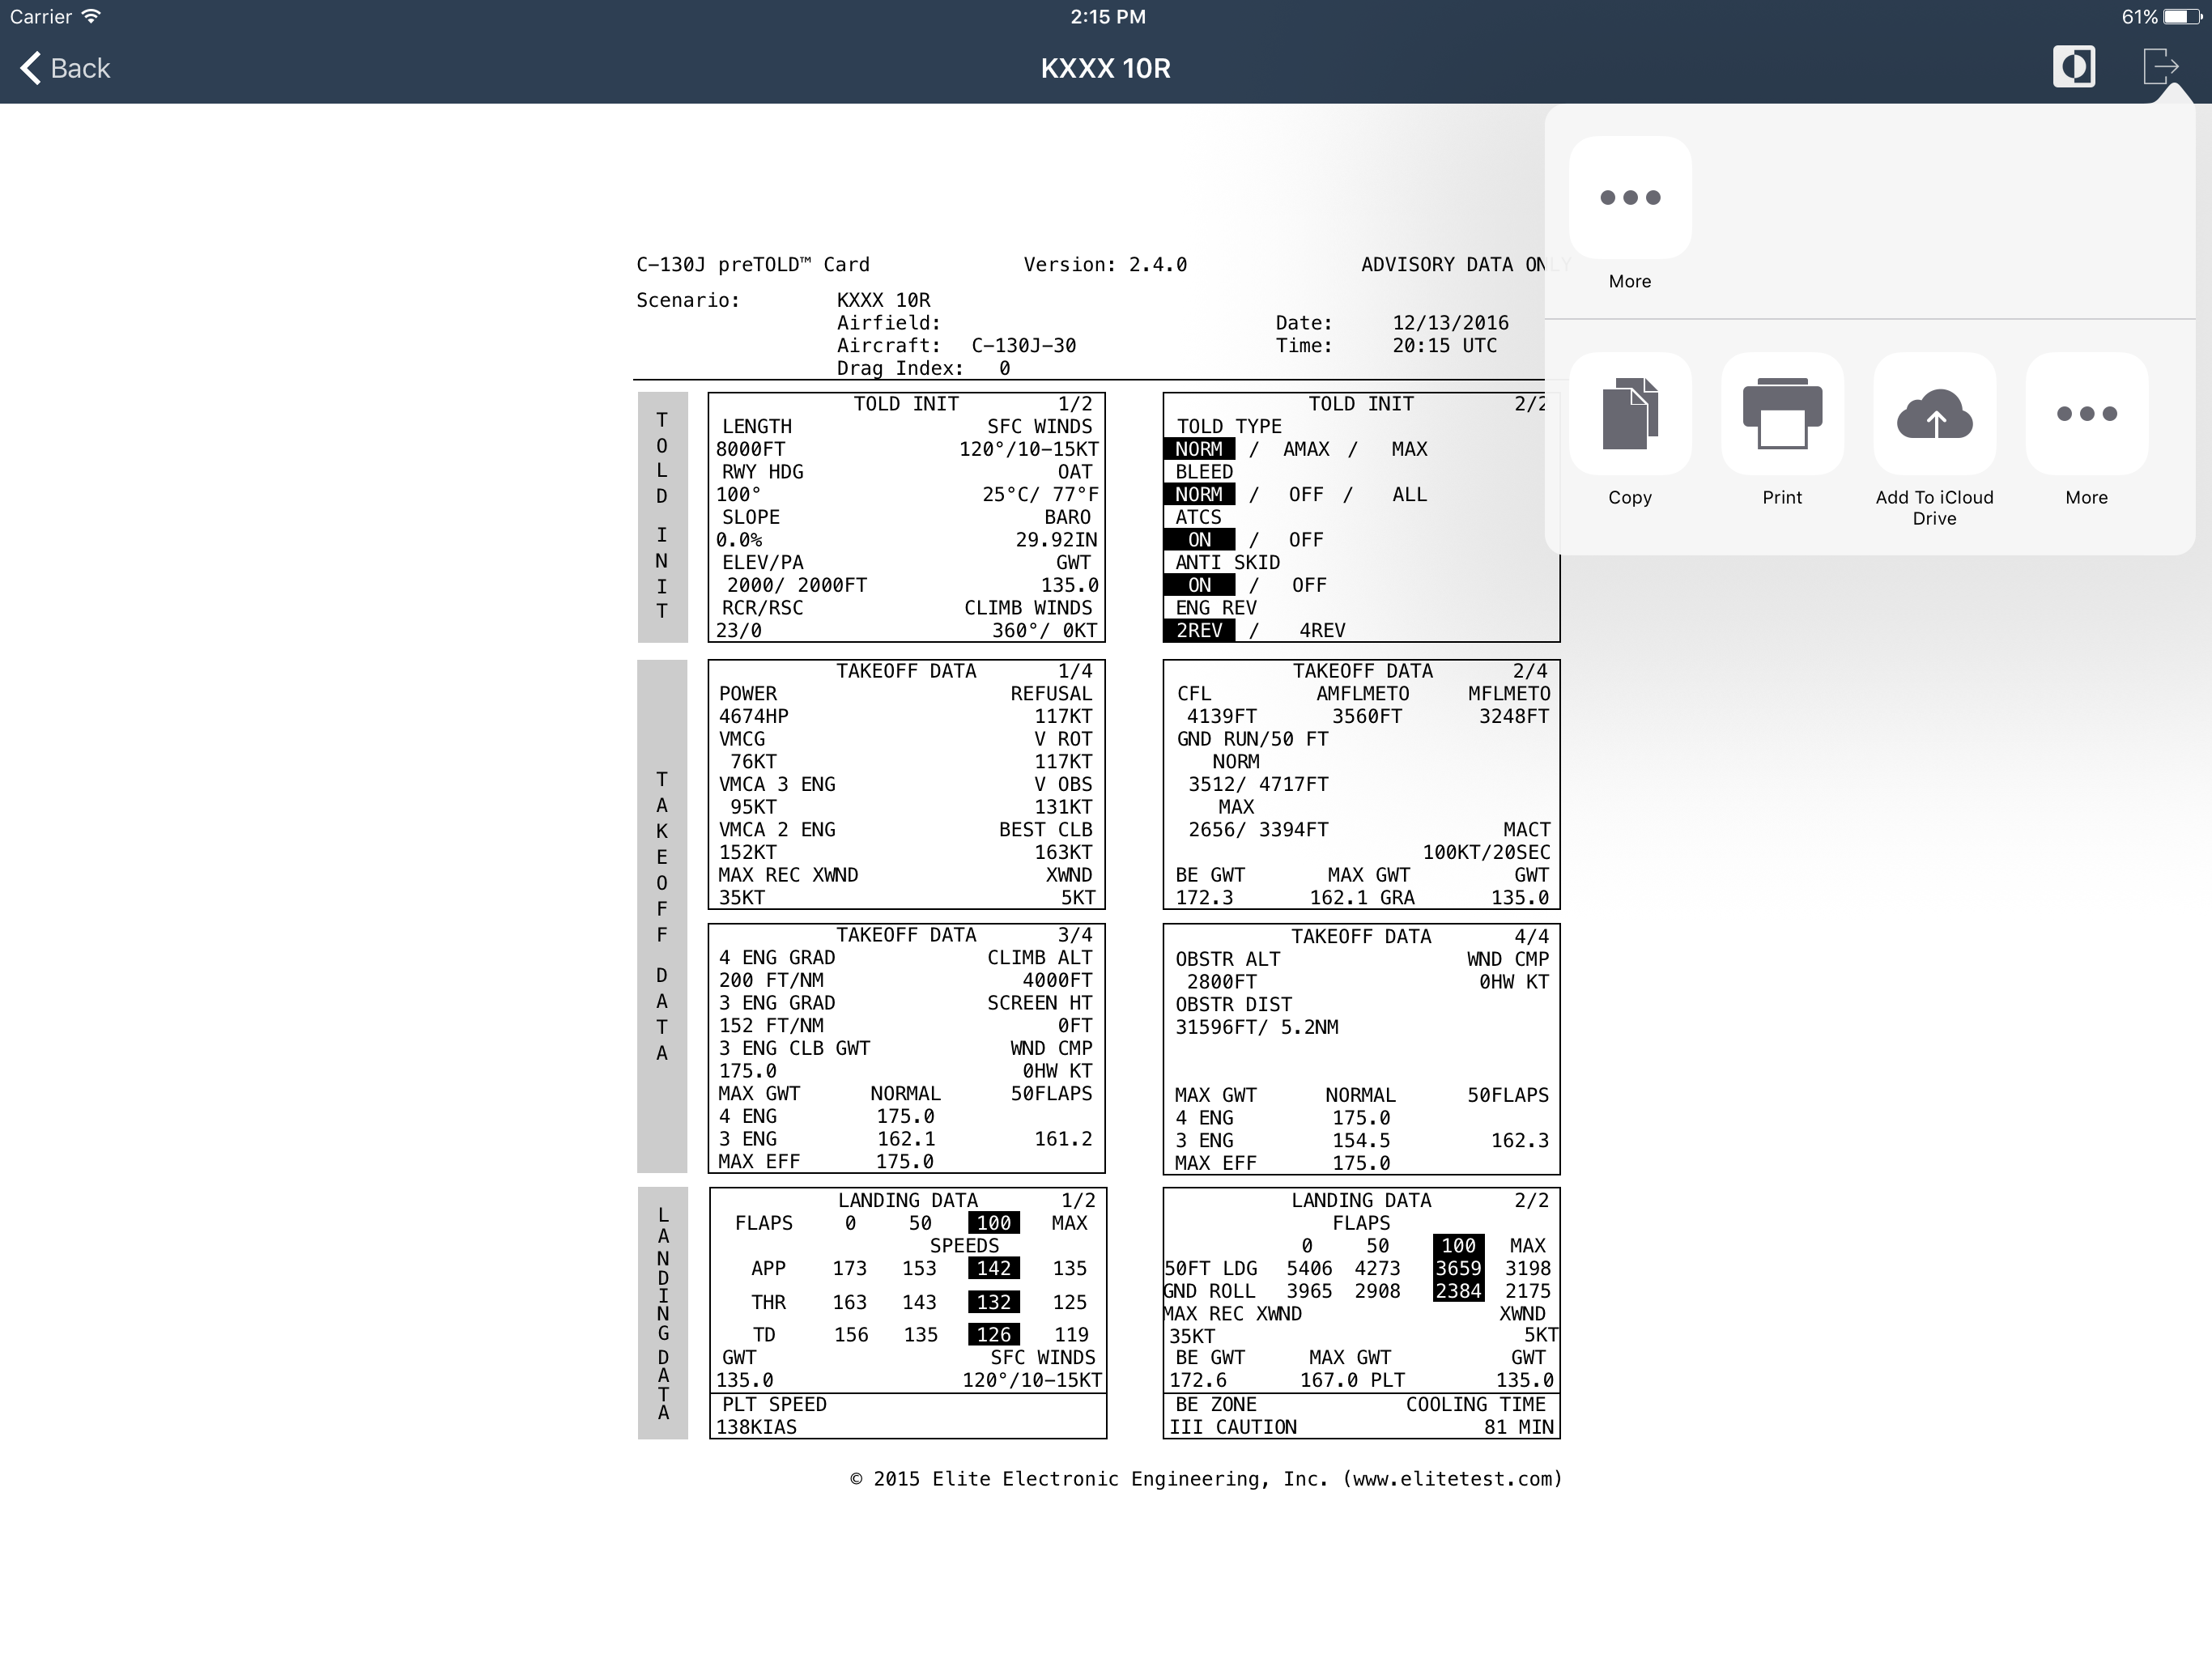 Carrier 2:15 PM 61%
Back KXXX 10R
More
Copy Print Add To iCloud Drive More
C-130J preTOLD™ Card Version: 2.4.0 ADVISORY DATA ONLY
Scenario: KXXX 10R
Airfield: Date: 12/13/2016
Aircraft: C-130J-30 Time: 20:15 UTC
Drag Index: 0
TOLD INIT
TOLD INIT 1/2
LENGTH SFC WINDS
8000FT 120°/10-15KT
RWY HDG OAT
100° 25°C/ 77°F
SLOPE BARO
0.0% 29.92IN
ELEV/PA GWT
2000/ 2000FT 135.0
RCR/RSC CLIMB WINDS
23/0 360°/ 0KT
TOLD INIT 2/2
TOLD TYPE
NORM / AMAX / MAX
BLEED
NORM / OFF / ALL
ATCS
ON / OFF
ANTI SKID
ON / OFF
ENG REV
2REV / 4REV
TAKEOFF DATA
TAKEOFF DATA 1/4
POWER REFUSAL
4674HP 117KT
VMCG V ROT
76KT 117KT
VMCA 3 ENG V OBS
95KT 131KT
VMCA 2 ENG BEST CLB
152KT 163KT
MAX REC XWND XWND
35KT 5KT
TAKEOFF DATA 2/4
CFL AMFLMETO MFLMETO
4139FT 3560FT 3248FT
GND RUN/50 FT
NORM
3512/ 4717FT
MAX
2656/ 3394FT MACT
100KT/20SEC
BE GWT MAX GWT GWT
172.3 162.1 GRA 135.0
TAKEOFF DATA 3/4
4 ENG GRAD CLIMB ALT
200 FT/NM 4000FT
3 ENG GRAD SCREEN HT
152 FT/NM 0FT
3 ENG CLB GWT WND CMP
175.0 0HW KT
MAX GWT NORMAL 50FLAPS
4 ENG 175.0
3 ENG 162.1 161.2
MAX EFF 175.0
TAKEOFF DATA 4/4
OBSTR ALT WND CMP
2800FT 0HW KT
OBSTR DIST
31596FT/ 5.2NM
MAX GWT NORMAL 50FLAPS
4 ENG 175.0
3 ENG 154.5 162.3
MAX EFF 175.0
LANDING DATA
LANDING DATA 1/2
FLAPS 0 50 100 MAX
SPEEDS
APP 173 153 142 135
THR 163 143 132 125
TD 156 135 126 119
GWT SFC WINDS
135.0 120°/10-15KT
PLT SPEED
138KIAS
LANDING DATA 2/2
FLAPS
0 50 100 MAX
50FT LDG 5406 4273 3659 3198
GND ROLL 3965 2908 2384 2175
MAX REC XWND XWND
35KT 5KT
BE GWT MAX GWT GWT
172.6 167.0 PLT 135.0
BE ZONE COOLING TIME
III CAUTION 81 MIN
© 2015 Elite Electronic Engineering, Inc. (www.elitetest.com)